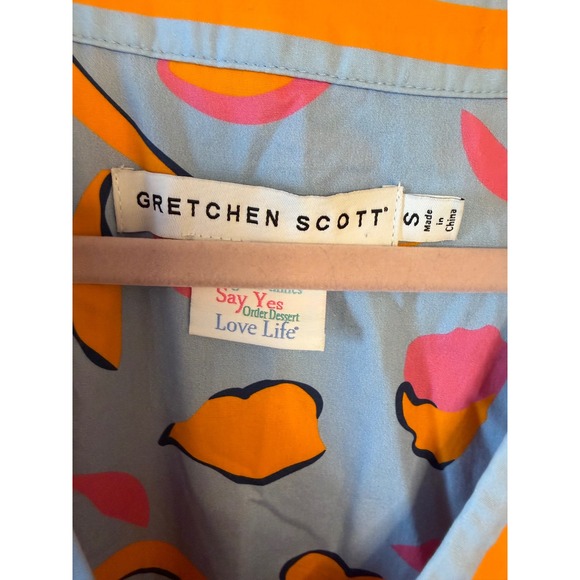 GRETCHEN SCOTT®
S
Made
in
China
Say Yes
Order Dessert
Love Life®